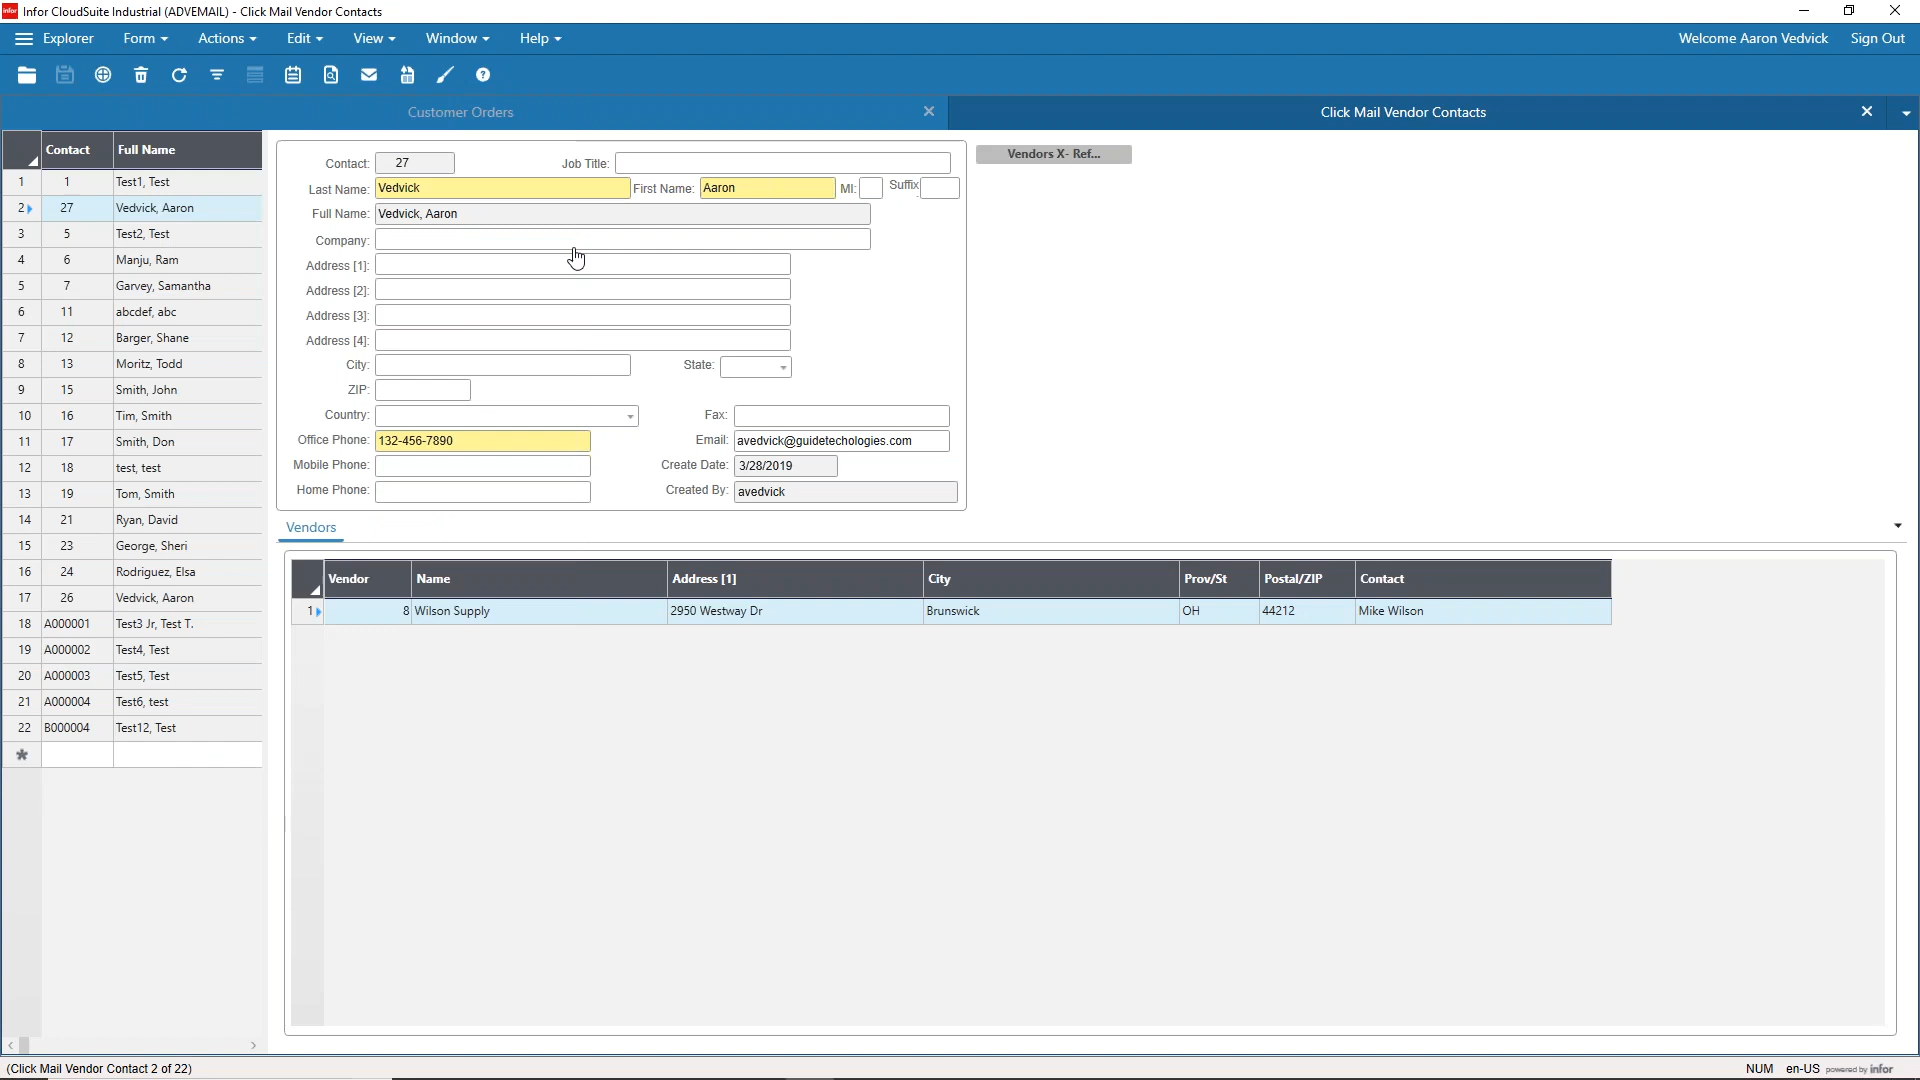 infor Infor CloudSuite Industrial (ADVEMAIL) - Click Mail Vendor Contacts
Explorer Form Actions Edit View Window Help Welcome Aaron Vedvick Sign Out
Customer Orders Click Mail Vendor Contacts
Contact Full Name
1 1 Test1, Test
2 27 Vedvick, Aaron
3 5 Test2, Test
4 6 Manju, Ram
5 7 Garvey, Samantha
6 11 abcdef, abc
7 12 Barger, Shane
8 13 Moritz, Todd
9 15 Smith, John
10 16 Tim, Smith
11 17 Smith, Don
12 18 test, test
13 19 Tom, Smith
14 21 Ryan, David
15 23 George, Sheri
16 24 Rodriguez, Elsa
17 26 Vedvick, Aaron
18 A000001 Test3 Jr, Test T.
19 A000002 Test4, Test
20 A000003 Test5, Test
21 A000004 Test6, test
22 B000004 Test12, Test
Contact: 27 Job Title:
Last Name: Vedvick First Name: Aaron MI: Suffix:
Full Name: Vedvick, Aaron
Company:
Address [1]:
Address [2]:
Address [3]:
Address [4]:
City: State:
ZIP:
Country: Fax:
Office Phone: 132-456-7890 Email: avedvick@guidetechologies.com
Mobile Phone: Create Date: 3/28/2019
Home Phone: Created By: avedvick
Vendors X- Ref...
Vendors
Vendor Name Address [1] City Prov/St Postal/ZIP Contact
1 8 Wilson Supply 2950 Westway Dr Brunswick OH 44212 Mike Wilson
(Click Mail Vendor Contact 2 of 22) NUM en-US powered by infor